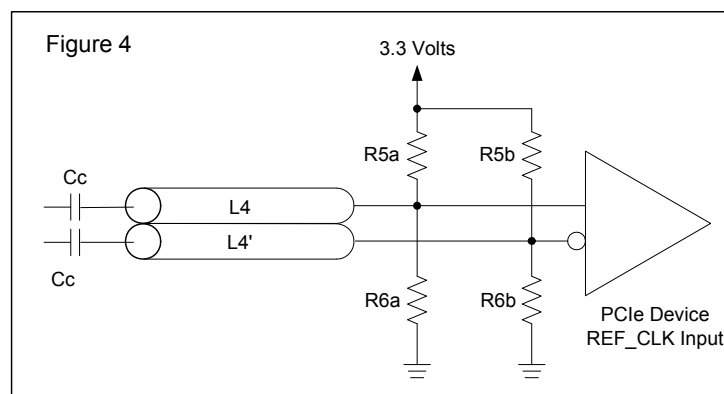 Figure 4
3.3 Volts
R5a
R5b
Cc
L4
L4'
Cc
R6a
R6b
PCIe Device
REF_CLK Input